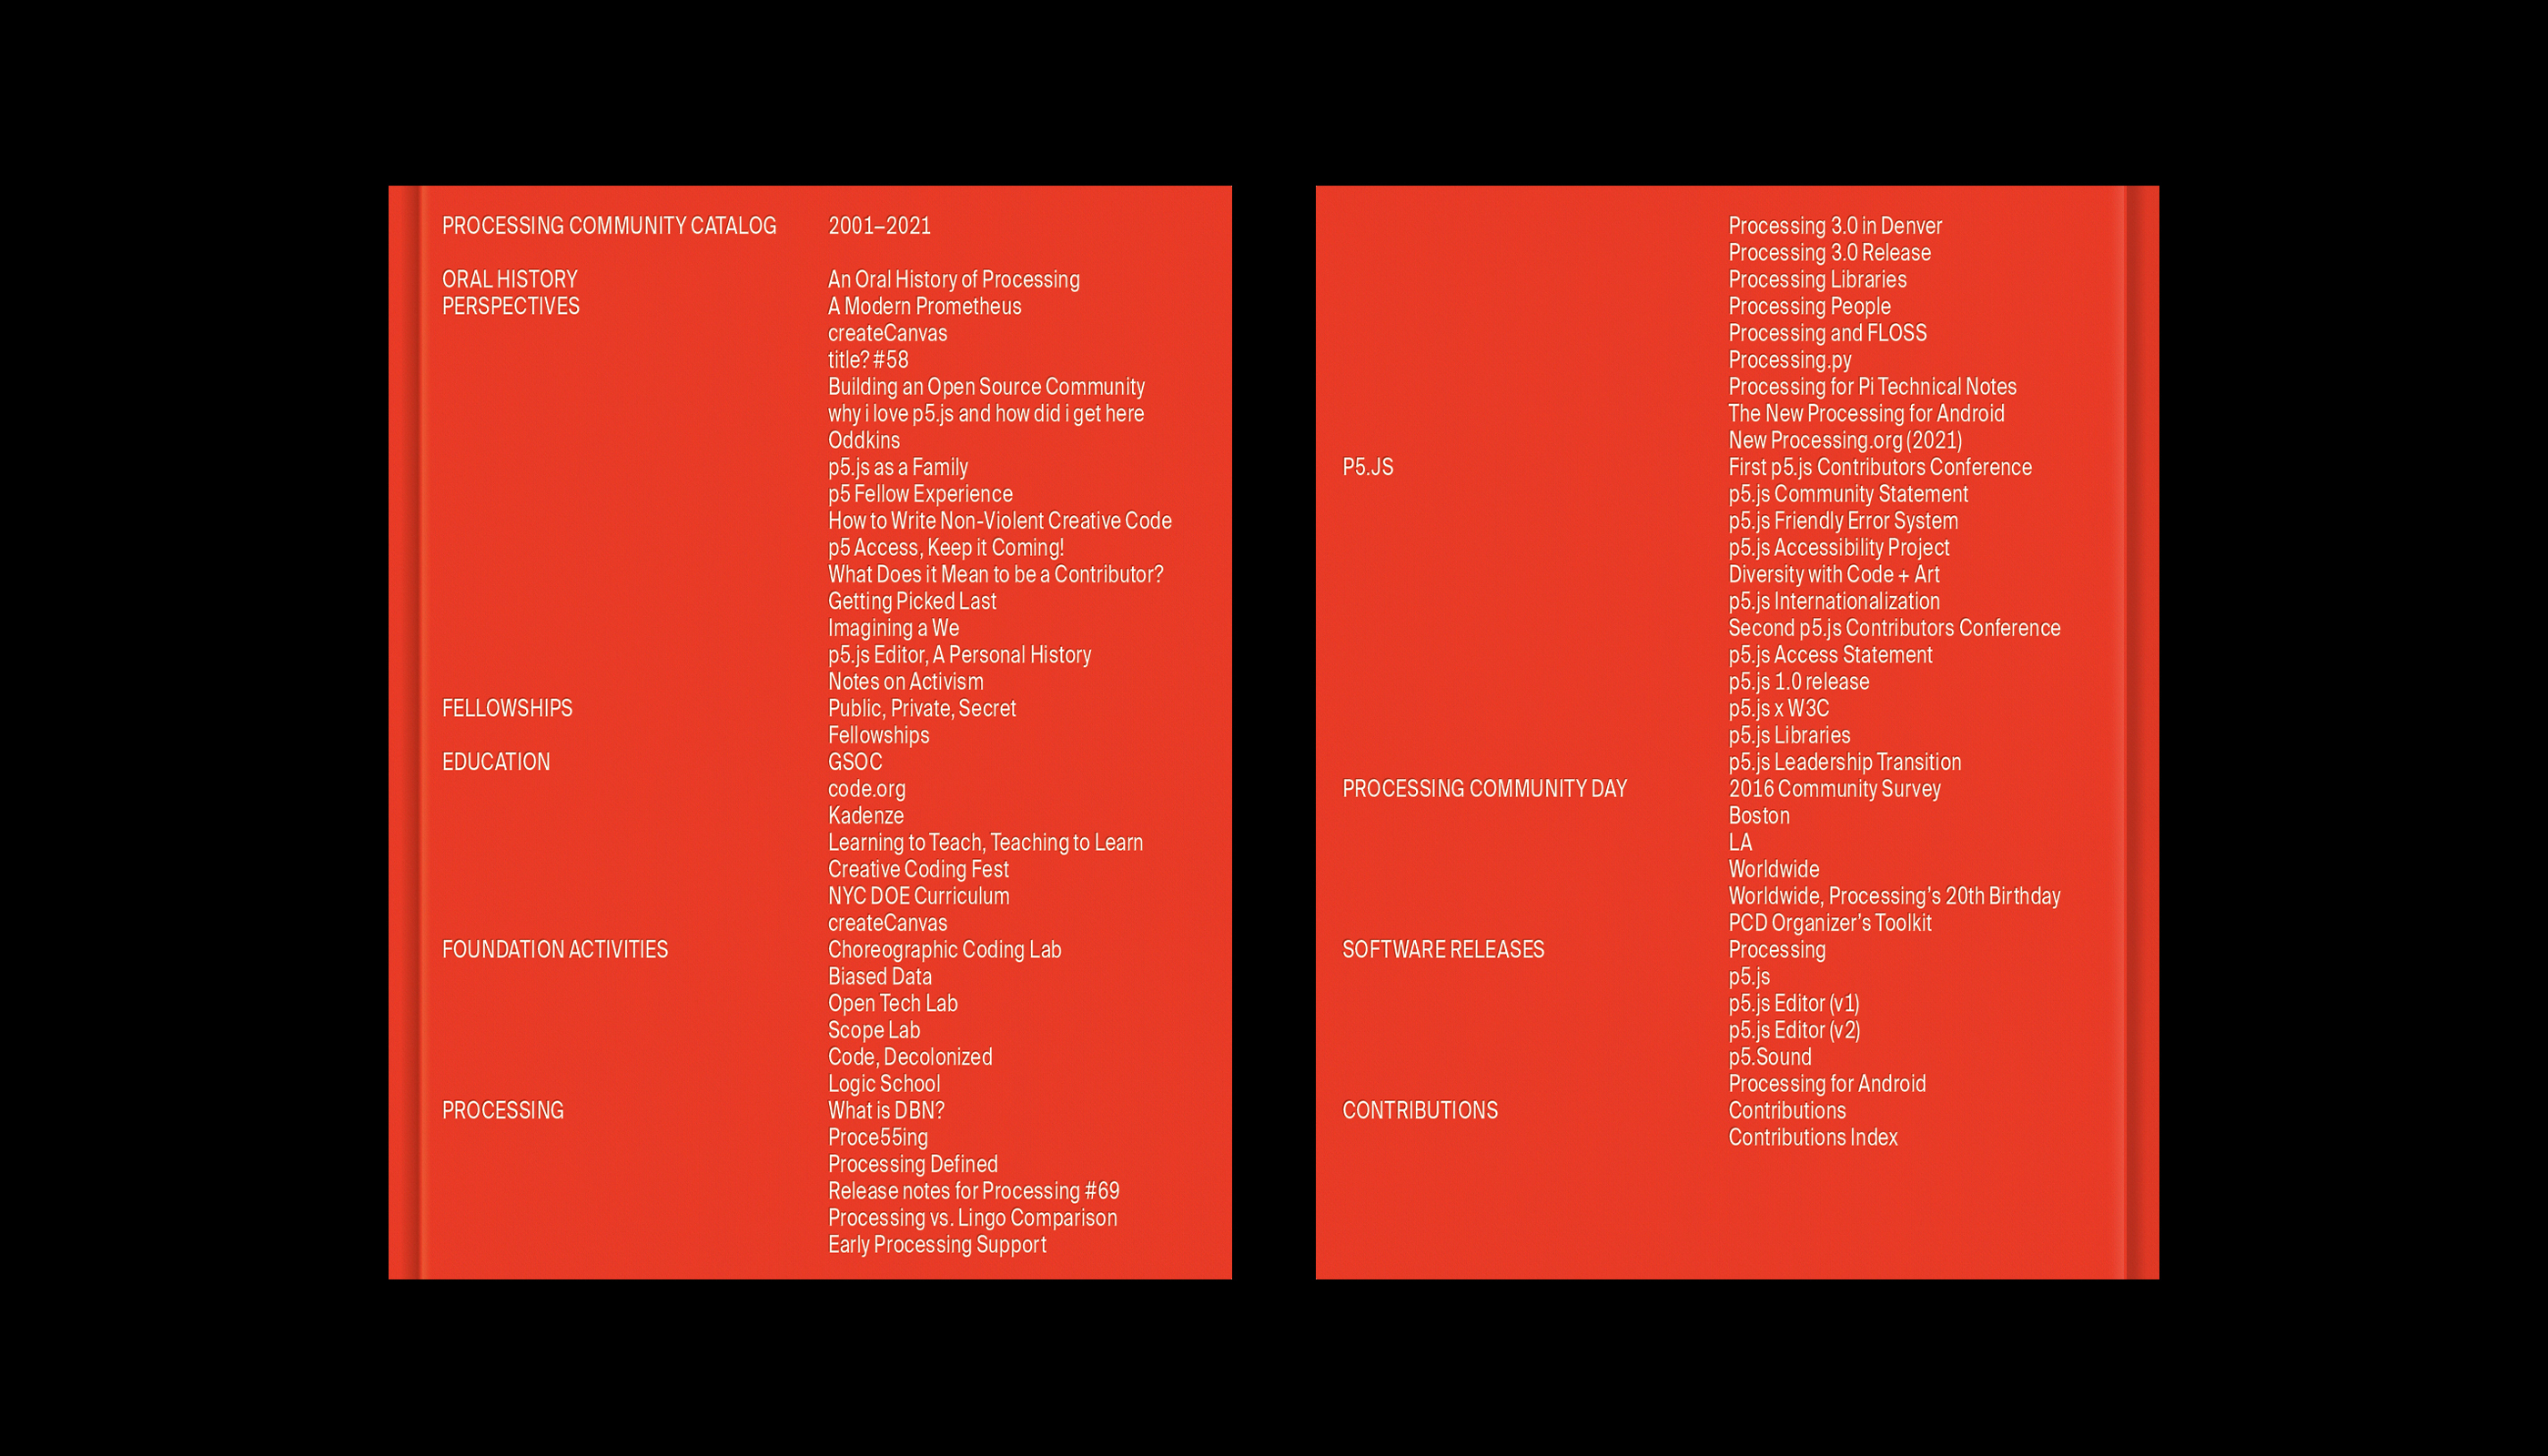 PROCESSING COMMUNITY CATALOG 2001–2021
ORAL HISTORY An Oral History of Processing
PERSPECTIVES A Modern Prometheus
createCanvas
title? #58
Building an Open Source Community
why i love p5.js and how did i get here
Oddkins
p5.js as a Family
p5 Fellow Experience
How to Write Non-Violent Creative Code
p5 Access, Keep it Coming!
What Does it Mean to be a Contributor?
Getting Picked Last
Imagining a We
p5.js Editor, A Personal History
Notes on Activism
FELLOWSHIPS Public, Private, Secret
Fellowships
EDUCATION GSOC
code.org
Kadenze
Learning to Teach, Teaching to Learn
Creative Coding Fest
NYC DOE Curriculum
createCanvas
FOUNDATION ACTIVITIES Choreographic Coding Lab
Biased Data
Open Tech Lab
Scope Lab
Code, Decolonized
Logic School
PROCESSING What is DBN?
Proce55ing
Processing Defined
Release notes for Processing #69
Processing vs. Lingo Comparison
Early Processing Support
Processing 3.0 in Denver
Processing 3.0 Release
Processing Libraries
Processing People
Processing and FLOSS
Processing.py
Processing for Pi Technical Notes
The New Processing for Android
New Processing.org (2021)
P5.JS First p5.js Contributors Conference
p5.js Community Statement
p5.js Friendly Error System
p5.js Accessibility Project
Diversity with Code + Art
p5.js Internationalization
Second p5.js Contributors Conference
p5.js Access Statement
p5.js 1.0 release
p5.js x W3C
p5.js Libraries
p5.js Leadership Transition
PROCESSING COMMUNITY DAY 2016 Community Survey
Boston
LA
Worldwide
Worldwide, Processing’s 20th Birthday
PCD Organizer’s Toolkit
SOFTWARE RELEASES Processing
p5.js
p5.js Editor (v1)
p5.js Editor (v2)
p5.Sound
Processing for Android
CONTRIBUTIONS Contributions
Contributions Index